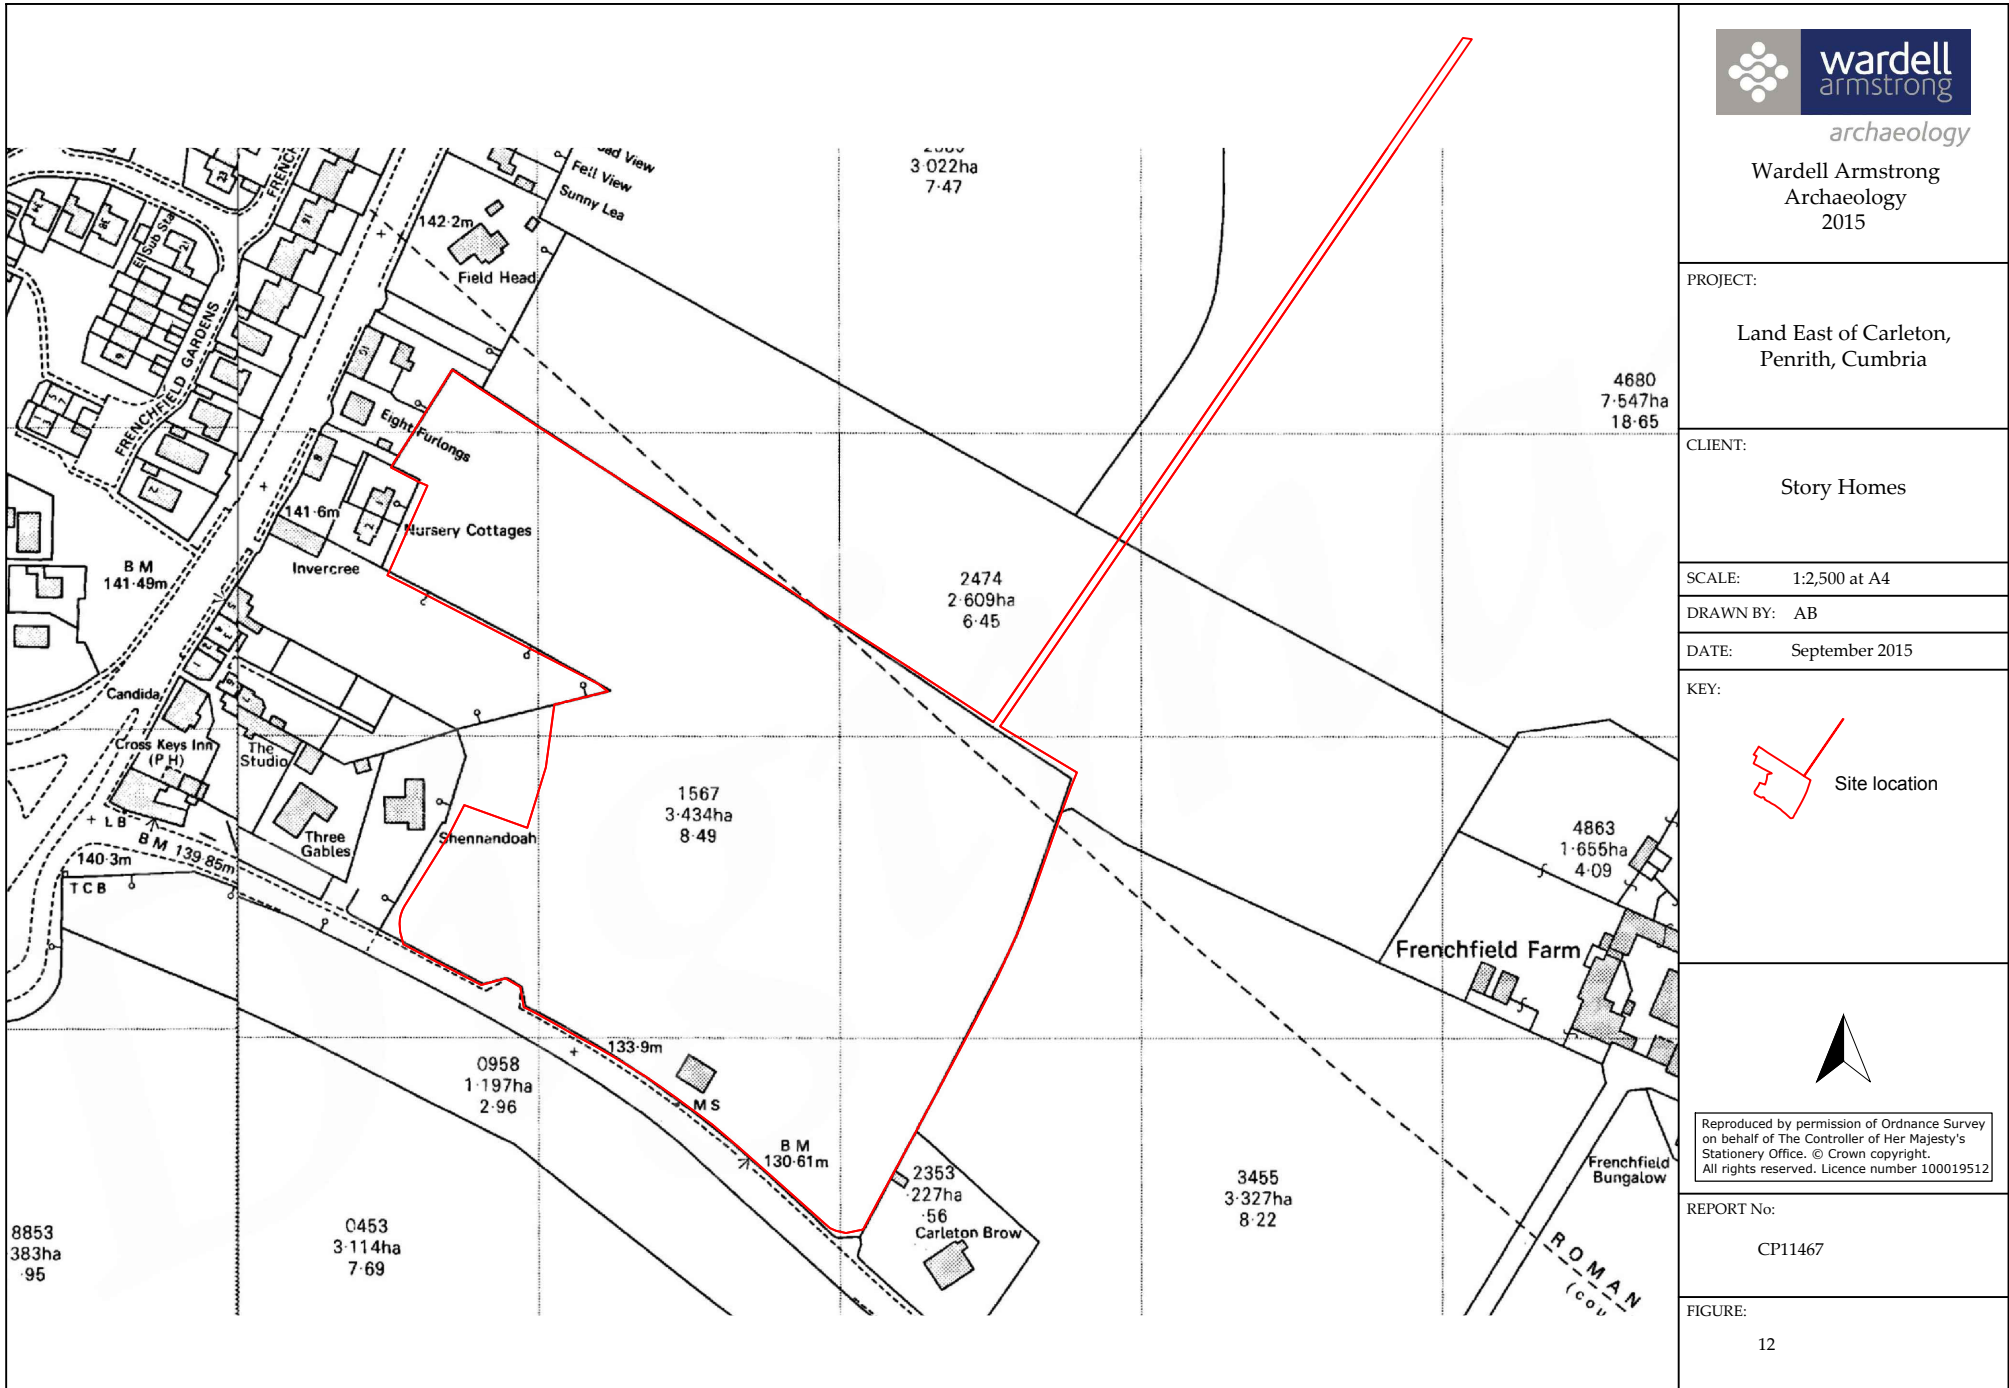 wardell
armstrong
archaeology
Wardell Armstrong
Archaeology
2015
PROJECT:
Land East of Carleton,
Penrith, Cumbria
CLIENT:
Story Homes
SCALE: 1:2,500 at A4
DRAWN BY: AB
DATE: September 2015
KEY:
Site location
Reproduced by permission of Ordnance Survey
on behalf of The Controller of Her Majesty's
Stationery Office. © Crown copyright.
All rights reserved. Licence number 100019512
REPORT No:
CP11467
FIGURE:
12
View
Fell View
Sunny Lea
3·022ha
7·47
142·2m
Field Head
El Sub Sta
FRENCHFIELD GARDENS
Eight Furlongs
4680
7·547ha
18·65
141·6m
Nursery Cottages
Invercree
B M
141·49m
2474
2·609ha
6·45
Candida
Cross Keys Inn
(P H)
The
Studio
L B
B M 139·85m
140·3m
T C B
Three
Gables
Shennandoah
1567
3·434ha
8·49
4863
1·655ha
4·09
Frenchfield Farm
133·9m
0958
1·197ha
2·96
M S
B M
130·61m
2353
·227ha
·56
Carleton Brow
3455
3·327ha
8·22
Frenchfield
Bungalow
8853
383ha
·95
0453
3·114ha
7·69
ROMAN
(cou